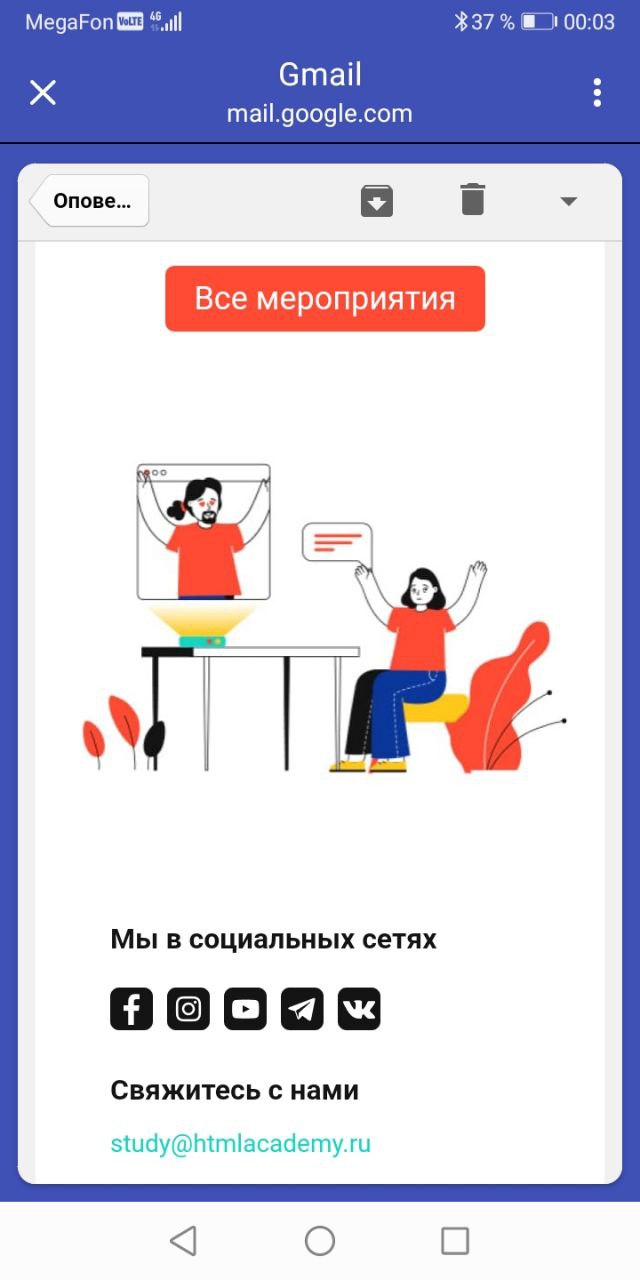 MegaFon VoLTE 4G 37 % 00:03
Gmail
mail.google.com
Опове...
Все мероприятия
Мы в социальных сетях
Свяжитесь с нами
study@htmlacademy.ru